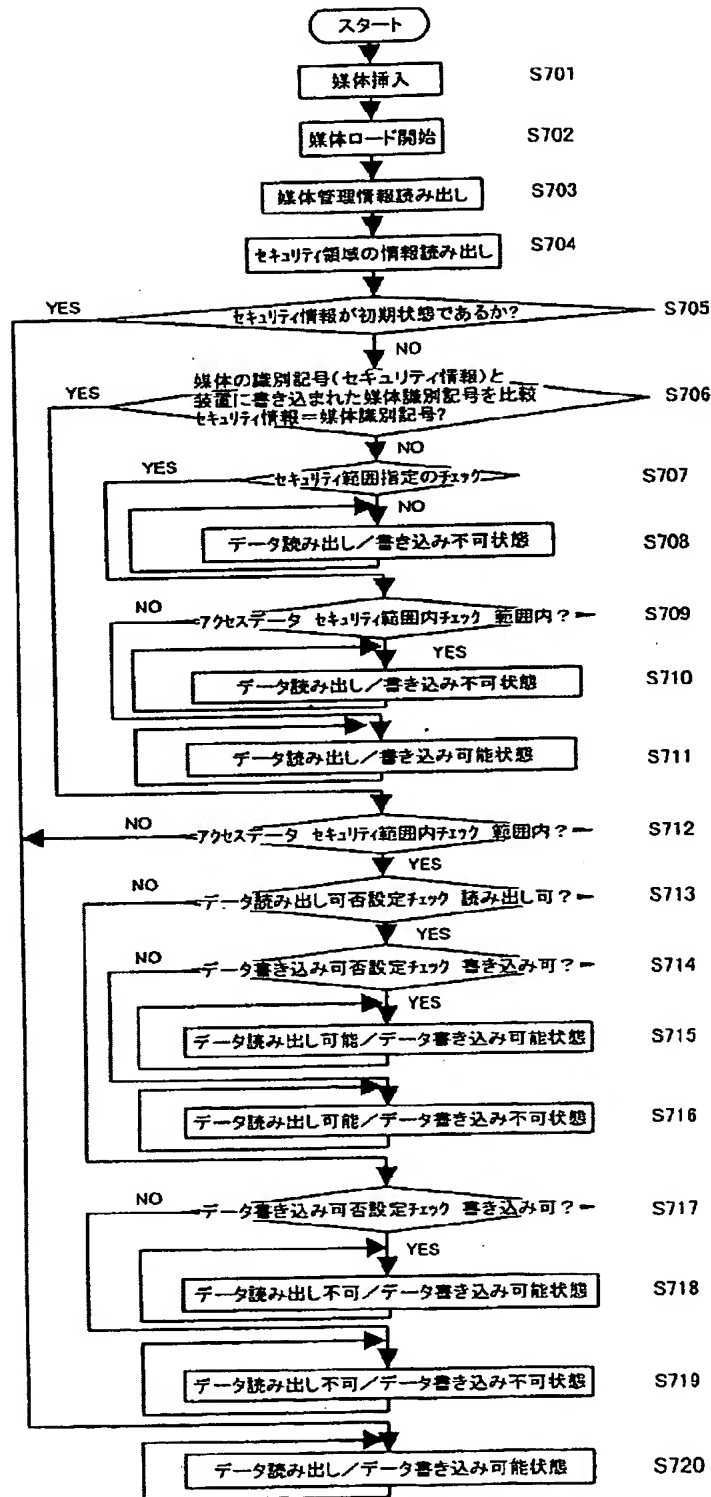 スタート
媒体挿入 S701
媒体ロード開始 S702
媒体管理情報読み出し S703
セキュリティ領域の情報読み出し S704
YES セキュリティ情報が初期状態であるか? S705
NO
YES 媒体の識別記号(セキュリティ情報)と
装置に書き込まれた媒体識別記号を比較 S706
セキュリティ情報=媒体識別記号?
NO
YES セキュリティ範囲指定のチェック S707
NO
データ読み出し/書き込み不可状態 S708
NO アクセスデータ セキュリティ範囲内チェック 範囲内? S709
YES
データ読み出し/書き込み不可状態 S710
データ読み出し/書き込み可能状態 S711
NO アクセスデータ セキュリティ範囲内チェック 範囲内? S712
YES
NO データ読み出し可否設定チェック 読み出し可? S713
YES
NO データ書き込み可否設定チェック 書き込み可? S714
YES
データ読み出し可能/データ書き込み可能状態 S715
データ読み出し可能/データ書き込み不可状態 S716
NO データ書き込み可否設定チェック 書き込み可? S717
YES
データ読み出し不可/データ書き込み可能状態 S718
データ読み出し不可/データ書き込み不可状態 S719
データ読み出し/データ書き込み可能状態 S720